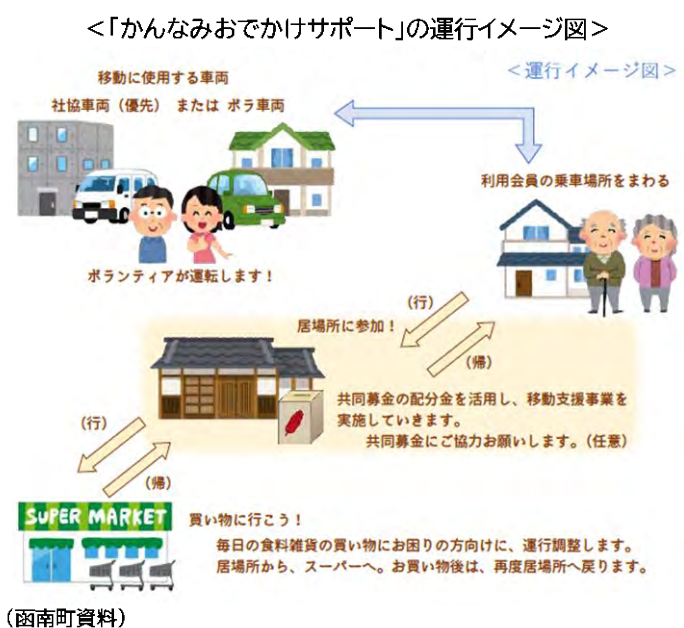 ＜「かんなみおでかけサポート」の運行イメージ図＞
＜運行イメージ図＞
移動に使用する車両
社協車両（優先） または ボラ車両
利用会員の乗車場所をまわる
ボランティアが運転します！
（行）
居場所に参加！
（帰）
共同募金の配分金を活用し、移動支援事業を
実施していきます。
共同募金にご協力お願いします。（任意）
（行）
（帰）
SUPER MARKET
買い物に行こう！
毎日の食料雑貨の買い物にお困りの方向けに、運行調整します。
居場所から、スーパーへ。お買い物後は、再度居場所へ戻ります。
（函南町資料）